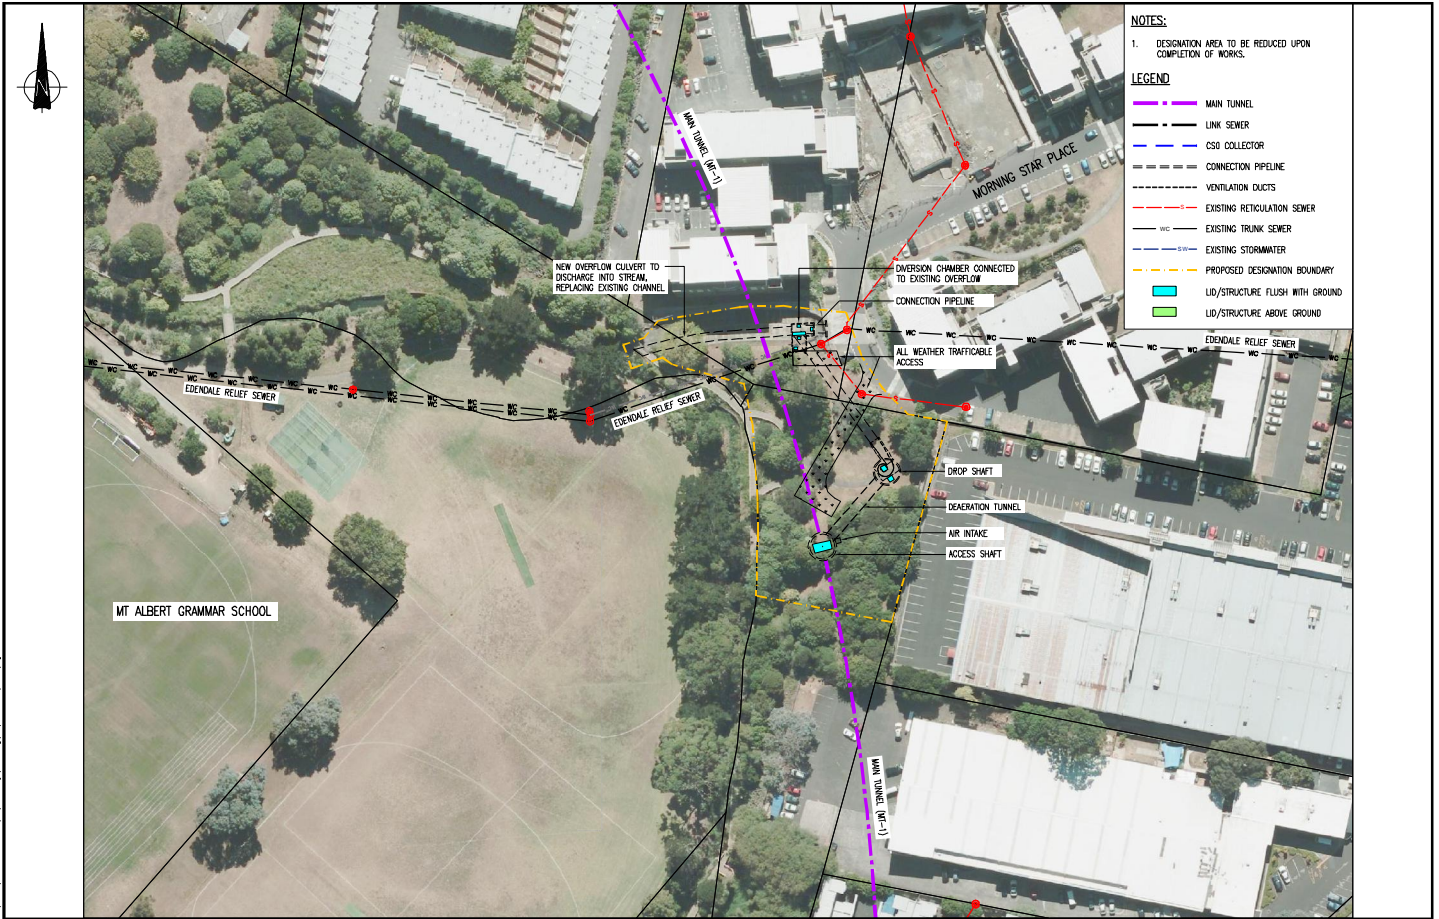 N
NOTES:
1. DESIGNATION AREA TO BE REDUCED UPON
COMPLETION OF WORKS.
LEGEND
MAIN TUNNEL
LINK SEWER
CSO COLLECTOR
CONNECTION PIPELINE
VENTILATION DUCTS
S EXISTING RETICULATION SEWER
WC EXISTING TRUNK SEWER
SW EXISTING STORMWATER
PROPOSED DESIGNATION BOUNDARY
LID/STRUCTURE FLUSH WITH GROUND
LID/STRUCTURE ABOVE GROUND
MAIN TUNNEL (MT-1)
MORNING STAR PLACE
NEW OVERFLOW CULVERT TO
DISCHARGE INTO STREAM,
REPLACING EXISTING CHANNEL
DIVERSION CHAMBER CONNECTED
TO EXISTING OVERFLOW
CONNECTION PIPELINE
EDENDALE RELIEF SEWER
ALL WEATHER TRAFFICABLE
ACCESS
EDENDALE RELIEF SEWER
EDENDALE RELIEF SEWER
DROP SHAFT
DEAERATION TUNNEL
AIR INTAKE
ACCESS SHAFT
MT ALBERT GRAMMAR SCHOOL
MAIN TUNNEL (MT-1)